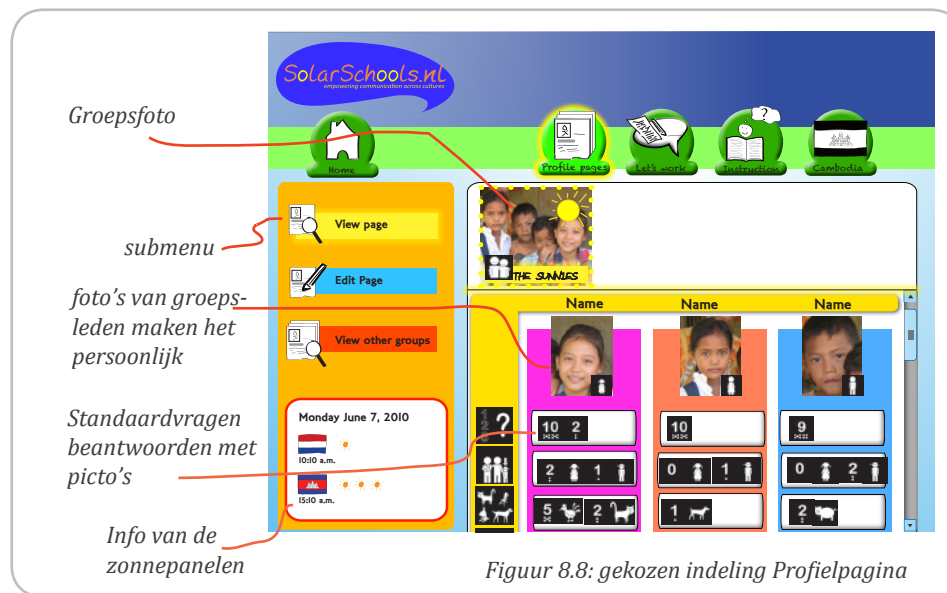 SolarSchools.nl
empowering communication across cultures
Groepsfoto
Home
Profile pages
Let's work
Instruction
Cambodia
submenu
View page
THE SUNNIES
Edit Page
foto's van groeps-
leden maken het
persoonlijk
View other groups
Name Name Name
Standaardvragen
beantwoorden met
picto's
Monday June 7, 2010
10:10 a.m.
15:10 a.m.
?
10 2
10
9
2 1
0 1
0 2
5 2
1
2
Info van de
zonnepanelen
Figuur 8.8: gekozen indeling Profielpagina